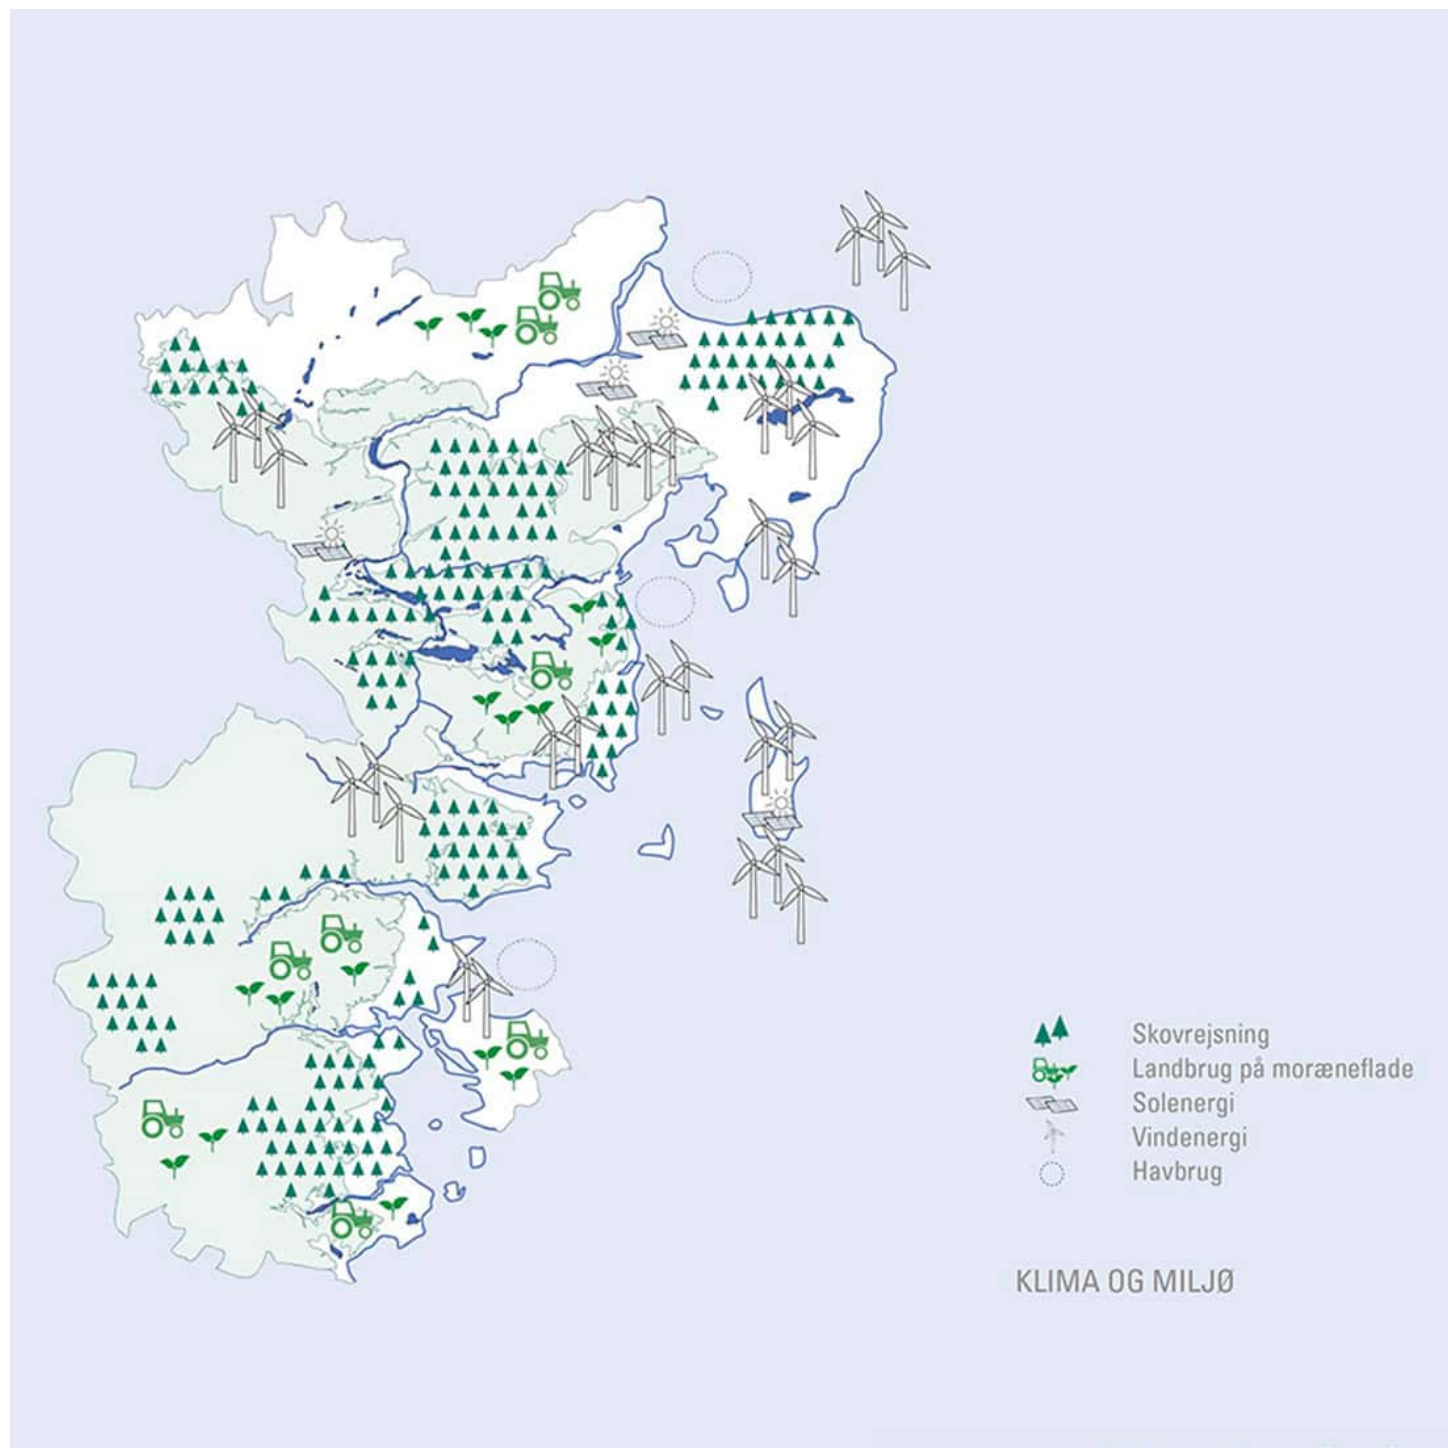 Skovrejsning
Landbrug på moræneflade
Solenergi
Vindenergi
Havbrug
KLIMA OG MILJØ